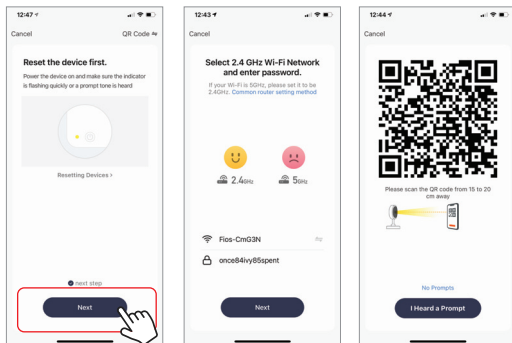 12:47
Cancel
QR Code
Reset the device first.
Power the device on and make sure the indicator
is flashing quickly or a prompt tone is heard
Resetting Devices >
next step
Next
12:43
Cancel
Select 2.4 GHz Wi-Fi Network
and enter password.
If your Wi-Fi is 5GHz, please set it to be
2.4GHz. Common router setting method
2.4GHz
5GHz
Fios-CmG3N
once84ivy85spent
Next
12:44
Cancel
Please scan the QR code from 15 to 20
cm away
No Prompts
I Heard a Prompt